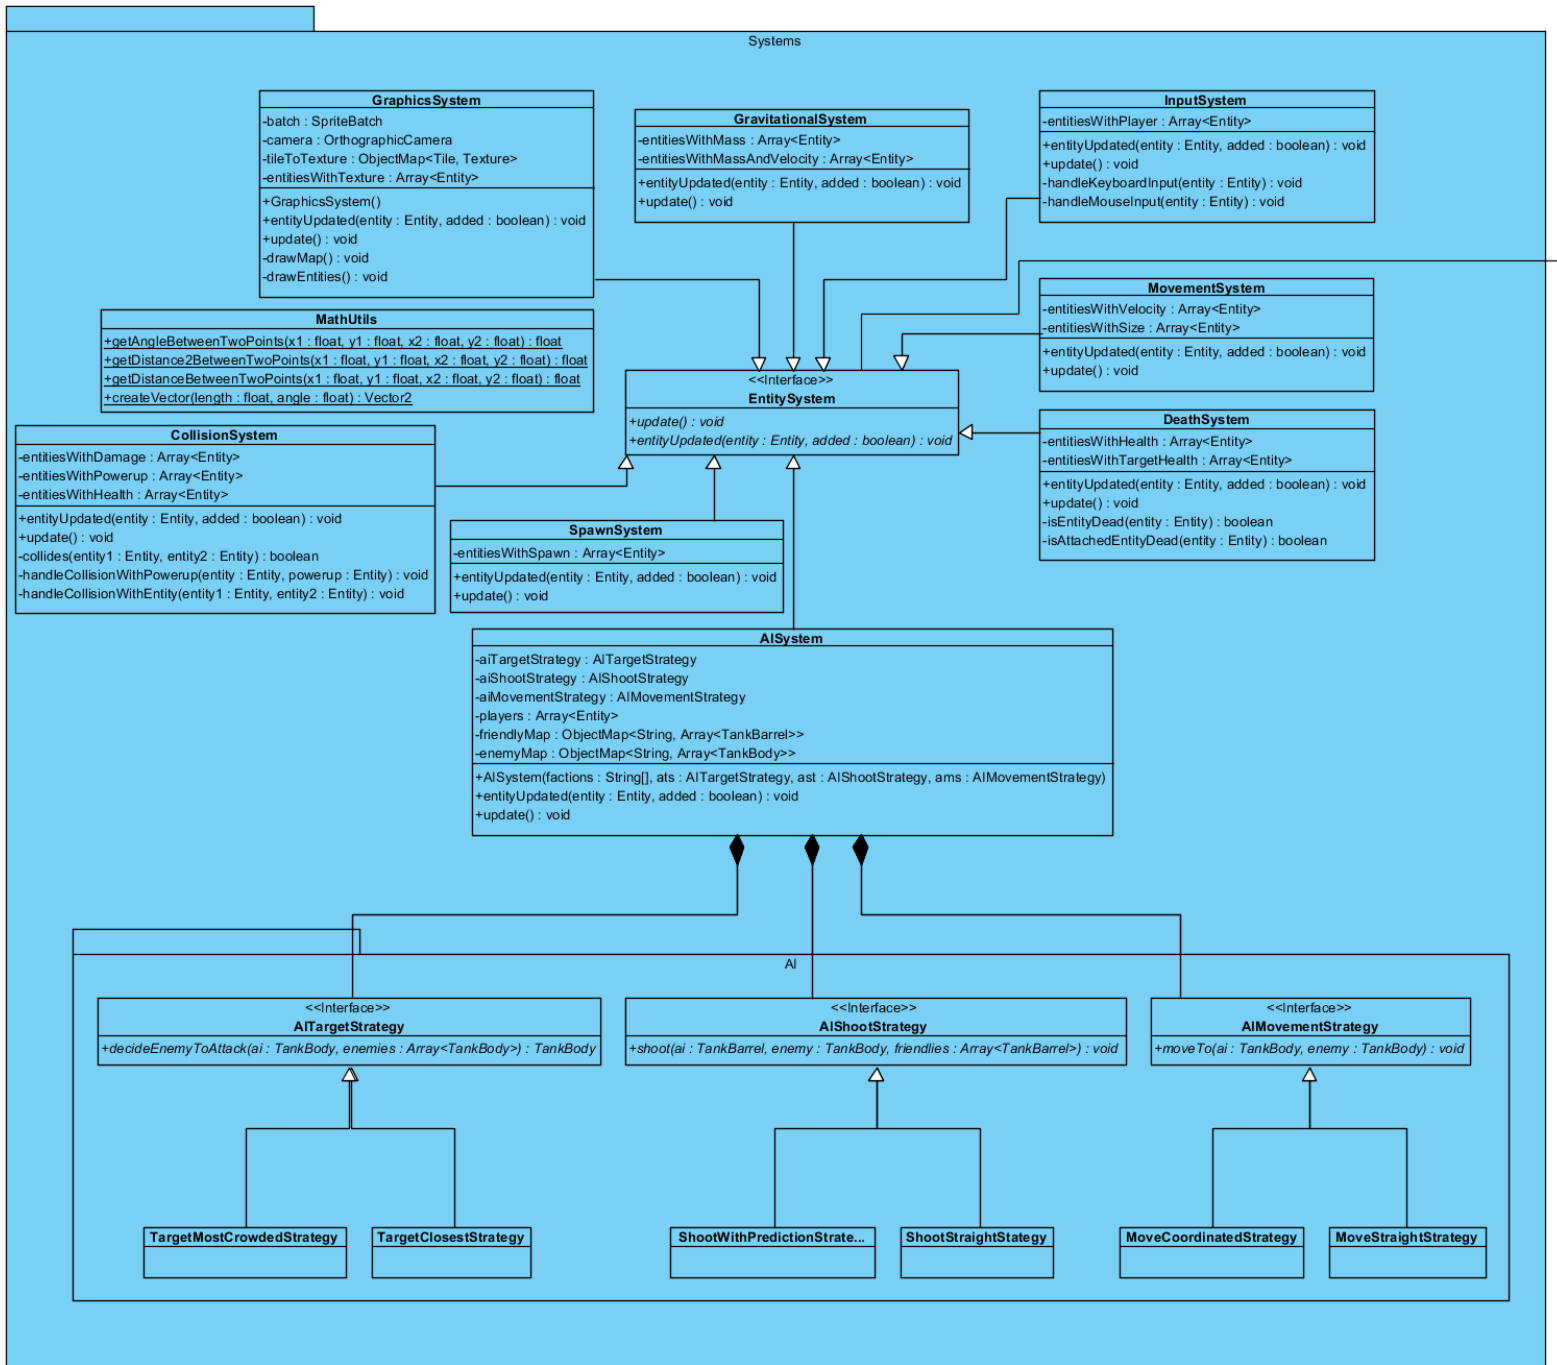 Systems
GraphicsSystem
-batch : SpriteBatch
-camera : OrthographicCamera
-tileToTexture : ObjectMap<Tile, Texture>
-entitiesWithTexture : Array<Entity>
+GraphicsSystem()
+entityUpdated(entity : Entity, added : boolean) : void
+update() : void
-drawMap() : void
-drawEntities() : void
GravitationalSystem
-entitiesWithMass : Array<Entity>
-entitiesWithMassAndVelocity : Array<Entity>
+entityUpdated(entity : Entity, added : boolean) : void
+update() : void
InputSystem
-entitiesWithPlayer : Array<Entity>
+entityUpdated(entity : Entity, added : boolean) : void
+update() : void
-handleKeyboardInput(entity : Entity) : void
-handleMouseInput(entity : Entity) : void
MathUtils
+getAngleBetweenTwoPoints(x1 : float, y1 : float, x2 : float, y2 : float) : float
+getDistance2BetweenTwoPoints(x1 : float, y1 : float, x2 : float, y2 : float) : float
+getDistanceBetweenTwoPoints(x1 : float, y1 : float, x2 : float, y2 : float) : float
+createVector(length : float, angle : float) : Vector2
MovementSystem
-entitiesWithVelocity : Array<Entity>
-entitiesWithSize : Array<Entity>
+entityUpdated(entity : Entity, added : boolean) : void
+update() : void
<<Interface>>
EntitySystem
+update() : void
+entityUpdated(entity : Entity, added : boolean) : void
DeathSystem
-entitiesWithHealth : Array<Entity>
-entitiesWithTargetHealth : Array<Entity>
+entityUpdated(entity : Entity, added : boolean) : void
+update() : void
-isEntityDead(entity : Entity) : boolean
-isAttachedEntityDead(entity : Entity) : boolean
CollisionSystem
-entitiesWithDamage : Array<Entity>
-entitiesWithPowerup : Array<Entity>
-entitiesWithHealth : Array<Entity>
+entityUpdated(entity : Entity, added : boolean) : void
+update() : void
-collides(entity1 : Entity, entity2 : Entity) : boolean
-handleCollisionWithPowerup(entity : Entity, powerup : Entity) : void
-handleCollisionWithEntity(entity1 : Entity, entity2 : Entity) : void
SpawnSystem
-entitiesWithSpawn : Array<Entity>
+entityUpdated(entity : Entity, added : boolean) : void
+update() : void
AISystem
-aiTargetStrategy : AITargetStrategy
-aiShootStrategy : AIShootStrategy
-aiMovementStrategy : AIMovementStrategy
-players : Array<Entity>
-friendlyMap : ObjectMap<String, Array<TankBarrel>>
-enemyMap : ObjectMap<String, Array<TankBody>>
+AISystem(factions : String[], ats : AITargetStrategy, ast : AIShootStrategy, ams : AIMovementStrategy)
+entityUpdated(entity : Entity, added : boolean) : void
+update() : void
AI
<<Interface>>
AITargetStrategy
+decideEnemyToAttack(ai : TankBody, enemies : Array<TankBody>) : TankBody
<<Interface>>
AIShootStrategy
+shoot(ai : TankBarrel, enemy : TankBody, friendlies : Array<TankBarrel>) : void
<<Interface>>
AIMovementStrategy
+moveTo(ai : TankBody, enemy : TankBody) : void
TargetMostCrowdedStrategy
TargetClosestStrategy
ShootWithPredictionStrate...
ShootStraightStategy
MoveCoordinatedStrategy
MoveStraightStrategy